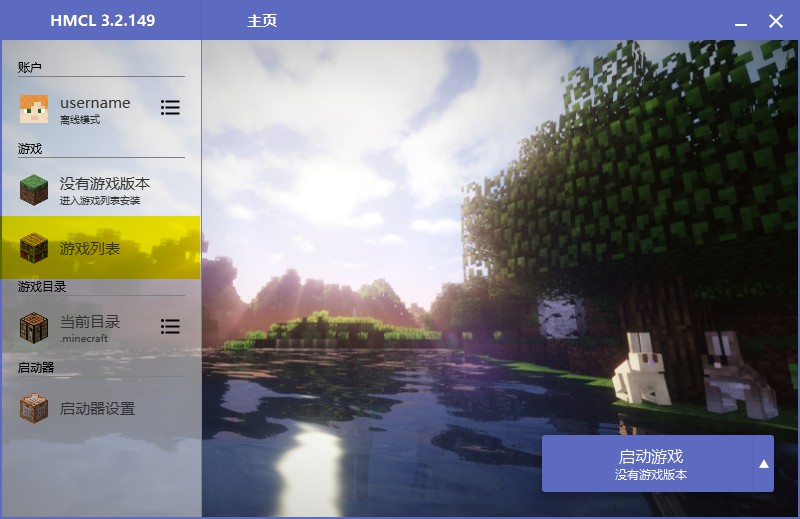 HMCL 3.2.149
主页
账户
username
离线模式
游戏
没有游戏版本
进入游戏列表安装
游戏列表
游戏目录
当前目录
.minecraft
启动器
启动器设置
启动游戏
没有游戏版本